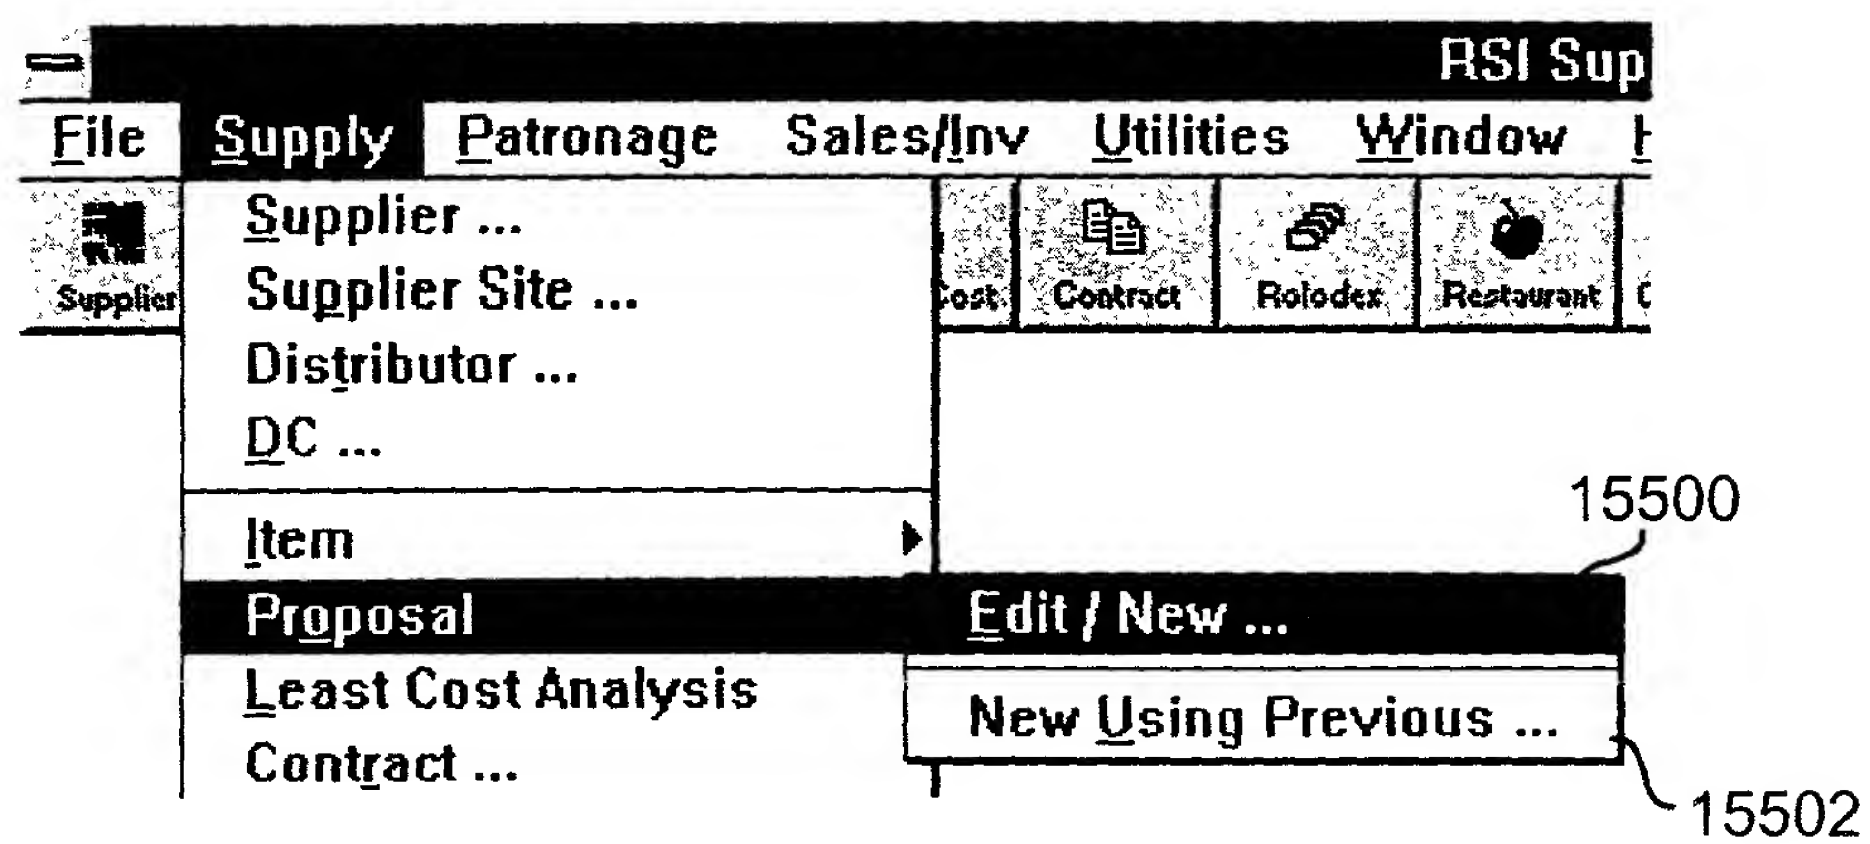 RSI Sup
File Supply Patronage Sales/Inv Utilities Window
Supplier Cost Contract Rolodex Restaurant
Supplier ...
Supplier Site ...
Distributor ...
DC ...
15500
Item
Proposal Edit / New ...
Least Cost Analysis
New Using Previous ...
Contract ...
15502